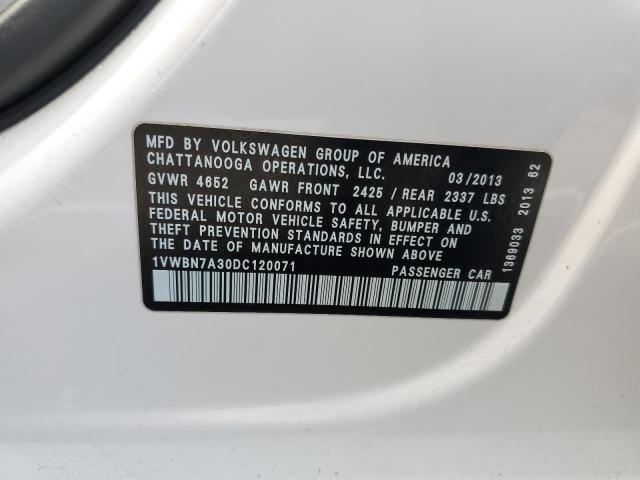 MFD BY VOLKSWAGEN GROUP OF AMERICA
CHATTANOOGA OPERATIONS, LLC. 03/2013
GVWR 4652 GAWR FRONT 2425 / REAR 2337 LBS
THIS VEHICLE CONFORMS TO ALL APPLICABLE U.S.
FEDERAL MOTOR VEHICLE SAFETY, BUMPER AND
THEFT PREVENTION STANDARDS IN EFFECT ON
THE DATE OF MANUFACTURE SHOWN ABOVE
1VWBN7A30DC120071 PASSENGER CAR
1369033 2013 62